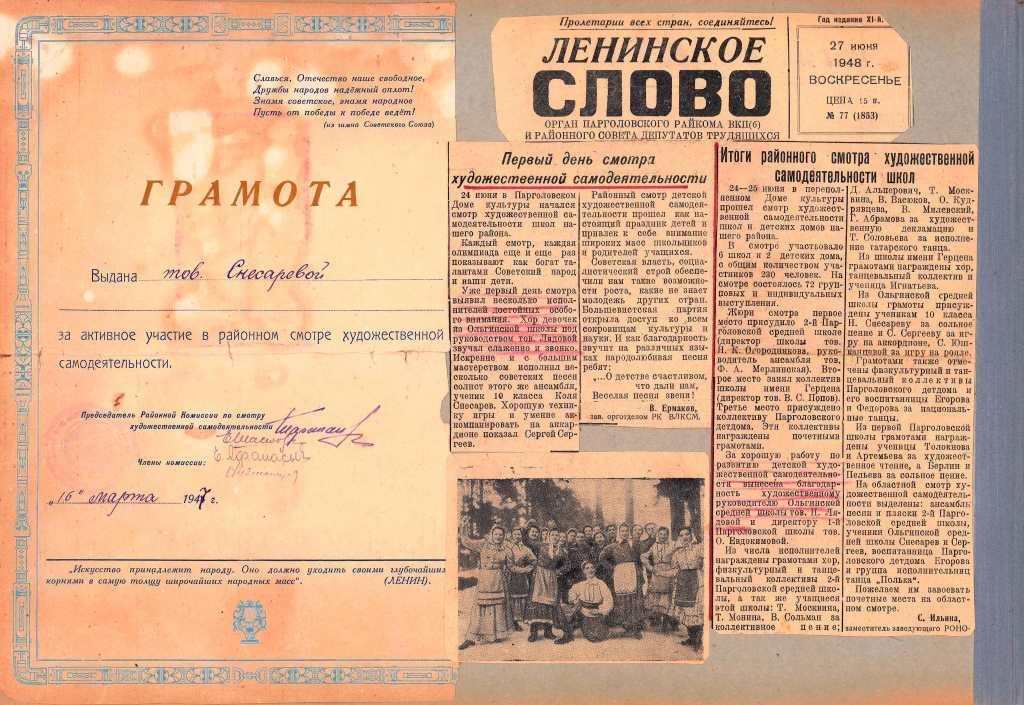 Славься, Отечество наше свободное,
Дружбы народов надёжный оплот!
Знамя советское, знамя народное
Пусть от победы к победе ведёт!
(из гимна Советского Союза)
ГРАМОТА
Выдана тов. Снесаревой
за активное участие в районном смотре художественной
самодеятельности.
Председатель Районной Комиссии по смотру
художественной самодеятельности
Члены комиссии:
„16" марта 1947 г.
„Искусство принадлежит народу. Оно должно уходить своими глубочайшими
корнями в самую толщу широчайших народных масс". (ЛЕНИН).
Пролетарии всех стран, соединяйтесь!
ЛЕНИНСКОЕ
СЛОВО
ОРГАН ПАРГОЛОВСКОГО РАЙКОМА ВКП(б)
И РАЙОННОГО СОВЕТА ДЕПУТАТОВ ТРУДЯЩИХСЯ
Год издания XI-й.
27 июня
1948 г.
ВОСКРЕСЕНЬЕ
ЦЕНА 15 к.
№ 77 (1853)
Первый день смотра
художественной самодеятельности
24 июня в Парголовском
Доме культуры начался
смотр художественной са-
модеятельности школ на-
шего района.
Каждый смотр, каждая
олимпиада еще и еще раз
показывают как богат та-
лантами Советский народ
и наши дети.
Уже первый день смотра
выявил несколько испол-
нителей достойных особо-
го внимания. Хор девочек
из Ольгинской школы под
руководством тов. Лядовой
звучал слаженно и звонко.
Искренне и с большим
мастерством исполнил не-
сколько советских песен
солист этого же ансамбля,
ученик 10 класса Коля
Снесарев. Хорошую техни-
ку игры и умение ак-
компанировать на аккар-
дионе показал Сергей Сер-
геев.
Районный смотр детской
художественной самодея-
тельности прошел как на-
стоящий праздник детей и
привлек к себе внимание
широких масс школьников
и родителей учащихся.
Советская власть, социа-
листический строй обеспе-
чили нам такие возможно-
сти роста, какие не знает
молодежь других стран.
Большевистская партия
открыла доступ ко всем
сокровищам культуры и
науки. И как благодарность
звучит на различных язы-
ках народолюбивая песня
ребят:
„...О детстве счастливом,
что дали нам,
Веселая песня звени!
В. Ермаков,
зав. орготделом РК ВЛКСМ.
Итоги районного смотра художественной
самодеятельности школ
24—25 июня в перепол-
ненном Доме культуры
прошел смотр художествен-
ной самодеятельности
школ и детских домов на-
шего района.
В смотре участвовало
6 школ и 2 детских дома,
с общим количеством уча-
стников 230 человек. На
смотре состоялось 72 груп-
повых и индивидуальных
выступления.
Жюри смотра первое
место присудило 2-й Пар-
головской средней школе
(директор школы тов.
Я. К. Огородникова, руко-
водитель ансамбля тов.
Ф. А. Мерлинская). Вто-
рое место занял коллектив
школы имени Герцена
(директор тов. В. С. Попов).
Третье место присуждено
коллективу Парголовского
детдома. Эти коллективы
награждены почетными
грамотами.
За хорошую работу по
развитию детской худо-
жественной самодеятельно-
сти вынесена благодар-
ность художественному
руководителю Ольгинской
средней школы тов. Н. Ля-
довой и директору 1-й
Парголовской школы тов.
О. Евдокимовой.
Из числа исполнителей
награждены грамотами хор,
физкультурный и танце-
вальный коллективы 2-й
Парголовской средней шко-
лы, а так же учащиеся
этой школы: Т. Москвина,
Т. Монина, В. Сольман за
коллективное пение;
Д. Альперович, Т. Моск-
вина, В. Васюков, О. Куд-
рявцева, В. Милевский,
Г. Абрамова за художест-
венную декламацию и
Т. Соловьева за исполне-
ние татарского танца.
Из школы имени Герцена
грамотами награждены хор,
танцевальный коллектив и
ученица Игнатьева.
Из Ольгинской средней
школы грамоты присуж-
дены ученикам 10 класса
Н. Снесареву за сольное
пение и С. Сергееву за иг-
ру на аккордионе, С. Юш-
манцевой за игру на рояле.
Грамотами также отме-
чены физкультурный и тан-
цевальный коллективы
Парголовского детдома и
его воспитанницы Егорова
и Федорова за националь-
ные танцы.
Из первой Парголовской
школы грамотами награж-
дены ученицы Толокнова
и Артемьева за художест-
венное чтение, а Берлин и
Пельева за сольное пение.
На областной смотр ху-
дожественной самодеятель-
ности выделены: ансамбль
песни и пляски 2-й Парго-
ловской средней школы,
ученики Ольгинской сред-
ней школы Снесарев и Сер-
геев, воспитанница Парго-
ловского детдома Егорова
и группа исполнительниц
танца „Полька".
Пожелаем им завоевать
почетные места на област-
ном смотре.
С. Ильина,
заместитель заведующего РОНО